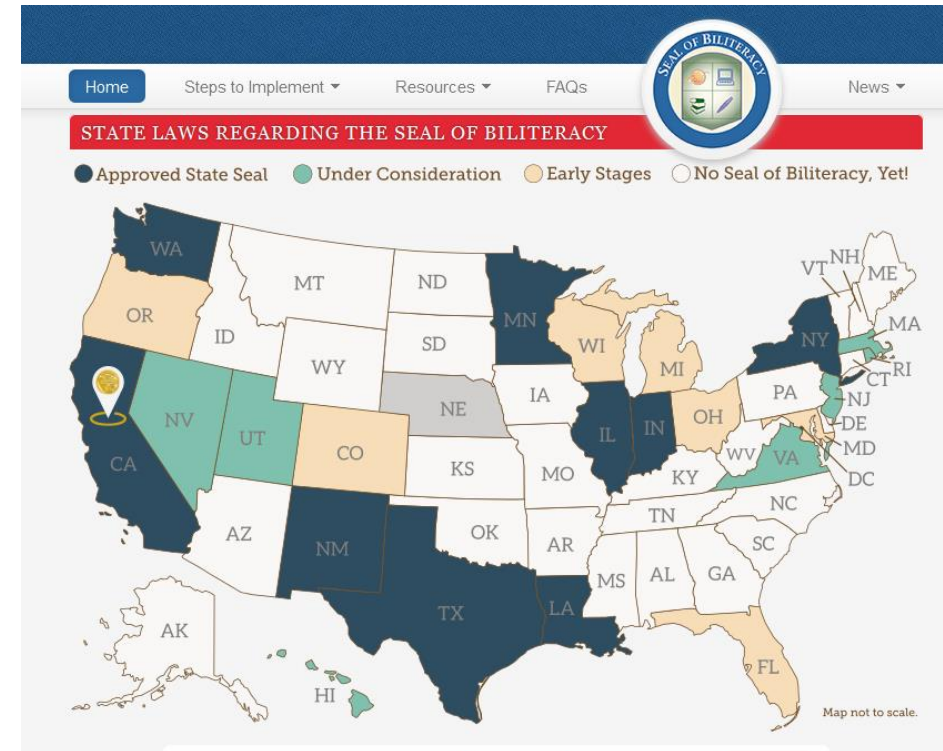 SEAL OF BILITERACY
Home Steps to Implement Resources FAQs News
STATE LAWS REGARDING THE SEAL OF BILITERACY
Approved State Seal Under Consideration Early Stages No Seal of Biliteracy, Yet!
WA
MT
ND
MN
VT
NH
ME
OR
ID
SD
WI
MI
NY
MA
WY
IA
PA
CT
RI
NE
NJ
NV
UT
CO
IL
IN
OH
DE
CA
KS
MO
KY
WV
VA
MD
DC
AZ
NM
OK
AR
TN
NC
SC
TX
LA
MS
AL
GA
AK
HI
FL
Map not to scale.